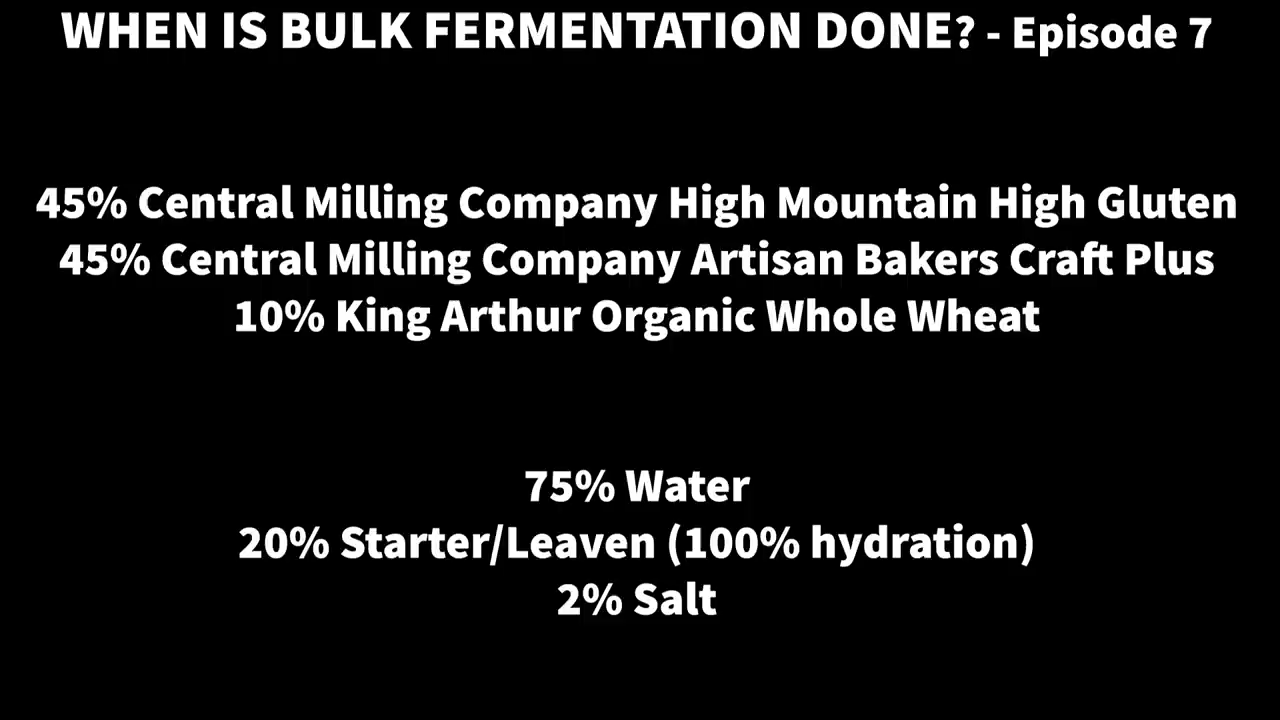 WHEN IS BULK FERMENTATION DONE? - Episode 7
45% Central Milling Company High Mountain High Gluten
45% Central Milling Company Artisan Bakers Craft Plus
10% King Arthur Organic Whole Wheat
75% Water
20% Starter/Leaven (100% hydration)
2% Salt